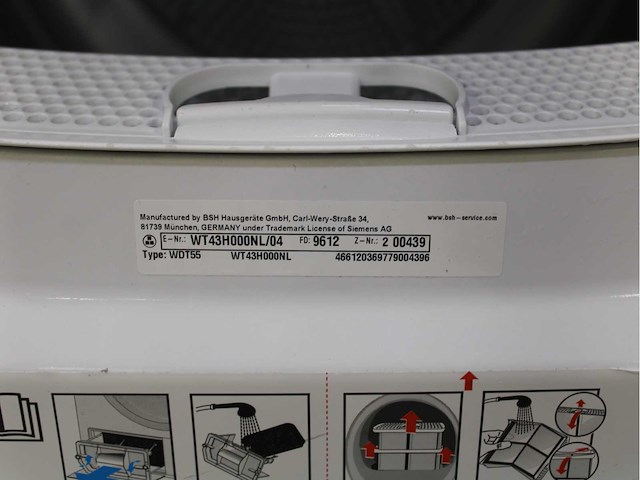 Manufactured by BSH Hausgeräte GmbH, Carl-Wery-Straße 34, www.bsh-service.com
81739 München, GERMANY under Trademark License of Siemens AG
E-Nr.: WT43H000NL/04 FD: 9612 Z-Nr.: 2 00439
Type: WDT55 WT43H000NL 466120369779004396